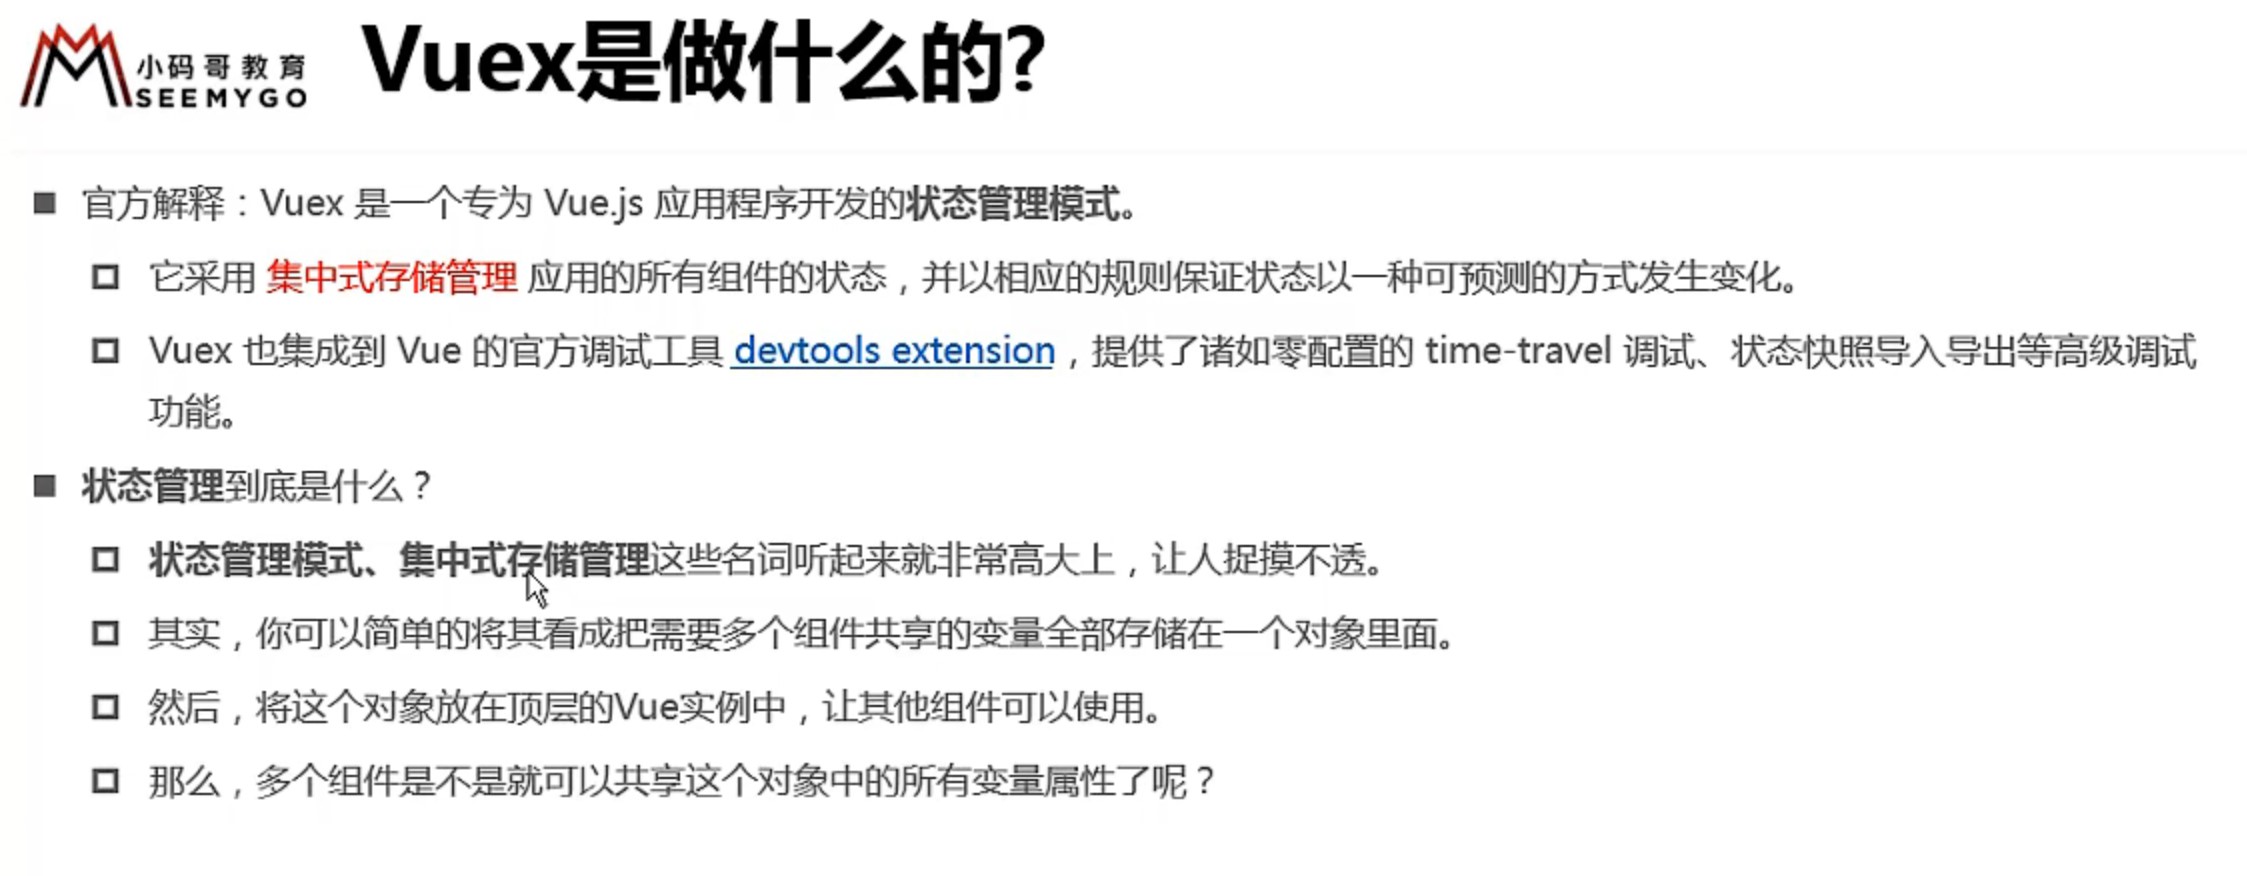 小码哥教育
SEEMYGO
Vuex是做什么的?
官方解释：Vuex 是一个专为 Vue.js 应用程序开发的状态管理模式。
它采用 集中式存储管理 应用的所有组件的状态，并以相应的规则保证状态以一种可预测的方式发生变化。
Vuex 也集成到 Vue 的官方调试工具 devtools extension，提供了诸如零配置的 time-travel 调试、状态快照导入导出等高级调试
功能。
状态管理到底是什么？
状态管理模式、集中式存储管理这些名词听起来就非常高大上，让人捉摸不透。
其实，你可以简单的将其看成把需要多个组件共享的变量全部存储在一个对象里面。
然后，将这个对象放在顶层的Vue实例中，让其他组件可以使用。
那么，多个组件是不是就可以共享这个对象中的所有变量属性了呢？